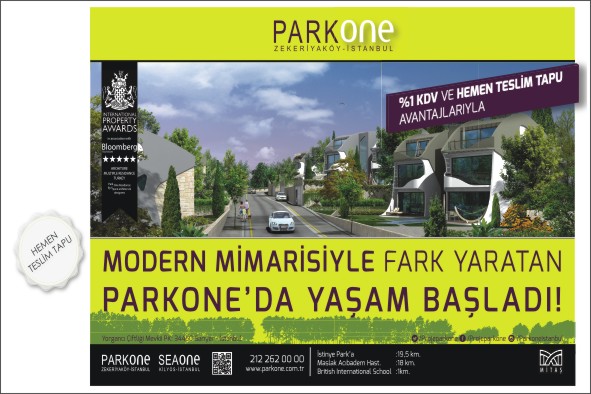 PARKone
ZEKERİYAKÖY-İSTANBUL
%1 KDV VE HEMEN TESLİM TAPU
AVANTAJLARIYLA
INTERNATIONAL
PROPERTY
AWARDS
Bloomberg
★★★★★
HEMEN
TESLİM TAPU
MODERN MİMARİSİYLE FARK YARATAN
PARKONE'DA YAŞAM BAŞLADI!
PARKone
ZEKERİYAKÖY-İSTANBUL
SEAone
KİLYOS-İSTANBUL
212 262 00 00
www.parkone.com.tr
İstinye Park'a :19,5 km.
Maslak Acıbadem Hast. :18 km.
British International School :1km.
MİTAŞ